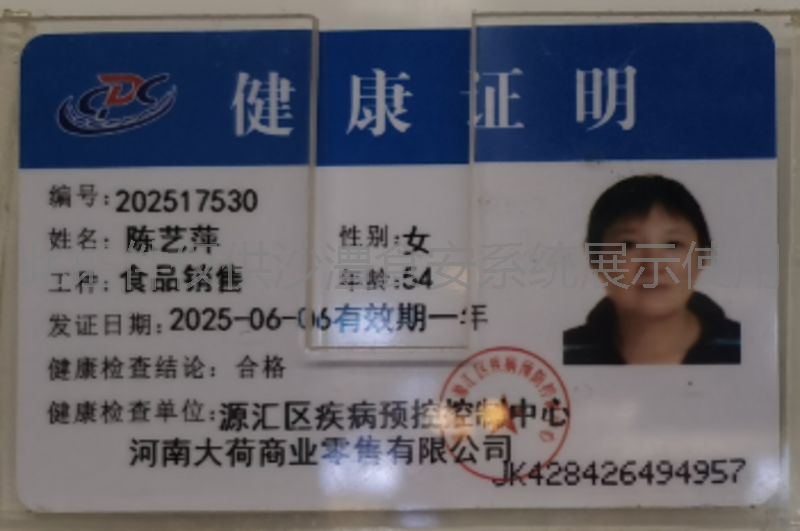 健康证明
编号:202517530
姓名: 陈艺萍 性别:女
工种: 食品销售 年龄:54
发证日期:2025-06-06有效期一年
健康检查结论: 合格
健康检查单位:源汇区疾病预控控制中心
河南大荷商业零售有限公司
JK428426494957